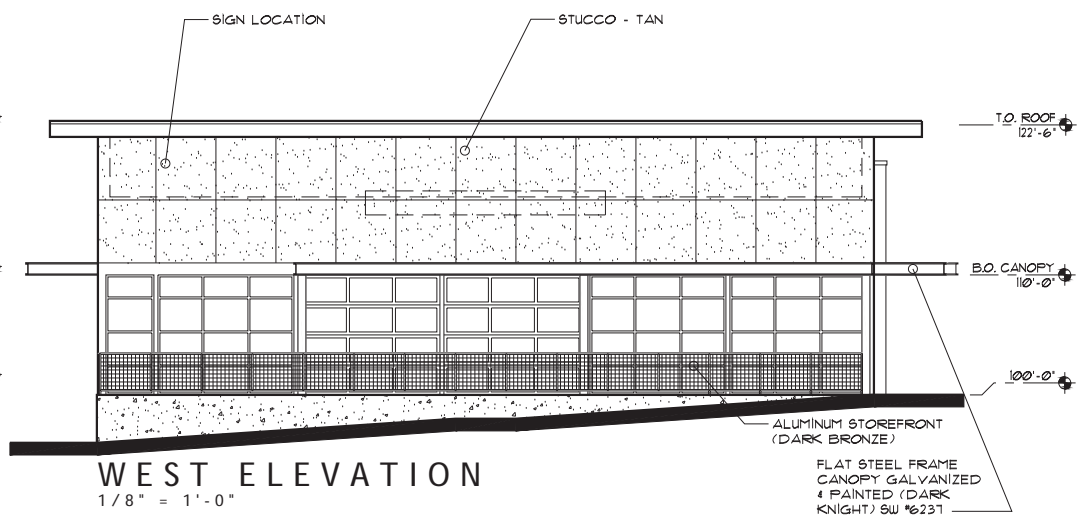 SIGN LOCATION
STUCCO - TAN
T.O. ROOF
122'-6"
B.O. CANOPY
110'-0"
100'-0"
ALUMINUM STOREFRONT
(DARK BRONZE)
WEST ELEVATION
1/8" = 1'-0"
FLAT STEEL FRAME
CANOPY GALVANIZED
& PAINTED (DARK
KNIGHT) SW #6237